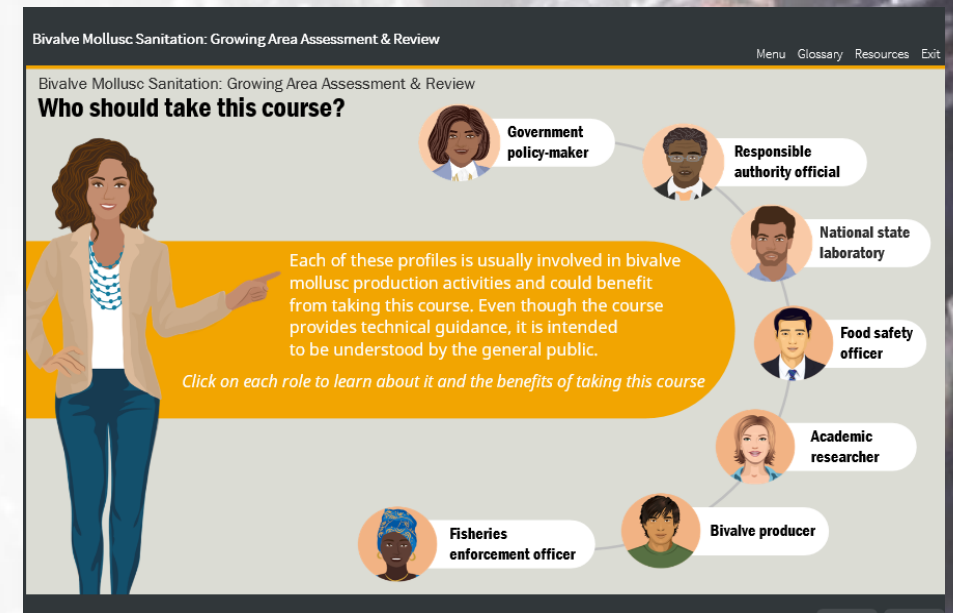 Bivalve Mollusc Sanitation: Growing Area Assessment & Review
Menu Glossary Resources Exit
Bivalve Mollusc Sanitation: Growing Area Assessment & Review
Who should take this course?
Government
policy-maker
Responsible
authority official
National state
laboratory
Each of these profiles is usually involved in bivalve
mollusc production activities and could benefit
from taking this course. Even though the course
provides technical guidance, it is intended
to be understood by the general public.
Click on each role to learn about it and the benefits of taking this course
Food safety
officer
Academic
researcher
Bivalve producer
Fisheries
enforcement officer